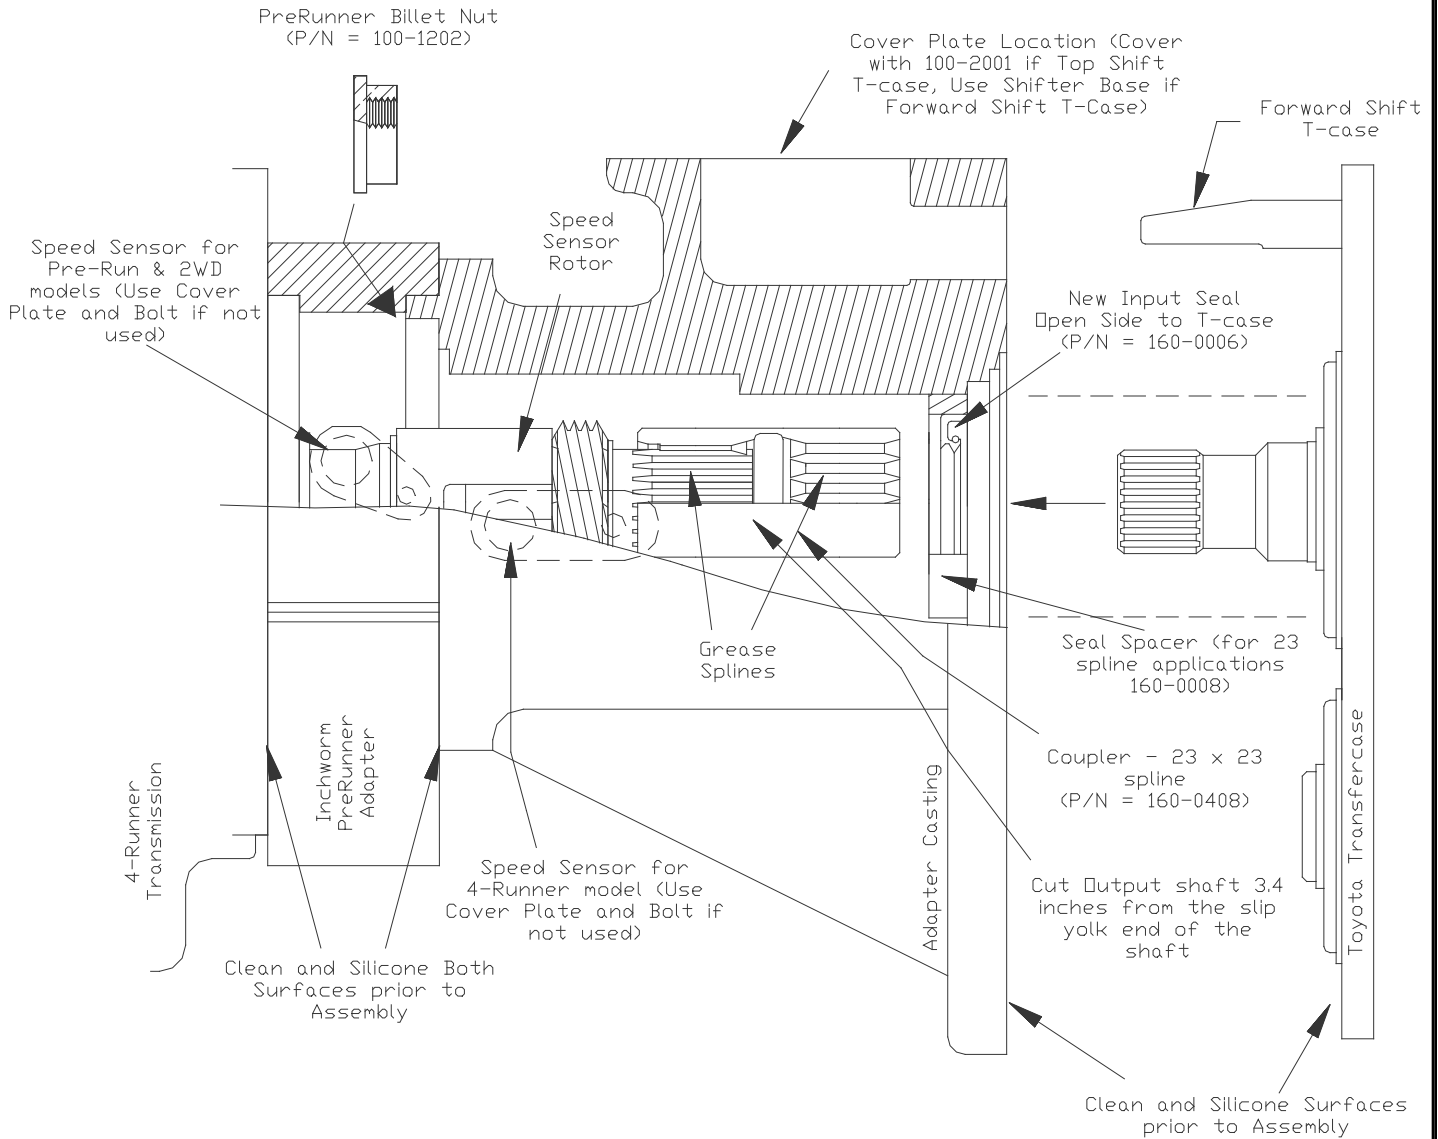 PreRunner Billet Nut
(P/N = 100-1202)
Cover Plate Location (Cover
with 100-2001 if Top Shift
T-case, Use Shifter Base if
Forward Shift T-Case)
Forward Shift
T-case
Speed Sensor for
Pre-Run & 2WD
models (Use Cover
Plate and Bolt if not
used)
Speed
Sensor
Rotor
New Input Seal
Open Side to T-case
(P/N = 160-0006)
Grease
Splines
Seal Spacer (for 23
spline applications
160-0008)
Coupler - 23 x 23
spline
(P/N = 160-0408)
4-Runner
Transmission
Inchworm
PreRunner
Adapter
Adapter Casting
Toyota Transfercase
Speed Sensor for
4-Runner model (Use
Cover Plate and Bolt if
not used)
Cut Output shaft 3.4
inches from the slip
yolk end of the
shaft
Clean and Silicone Both
Surfaces prior to
Assembly
Clean and Silicone Surfaces
prior to Assembly